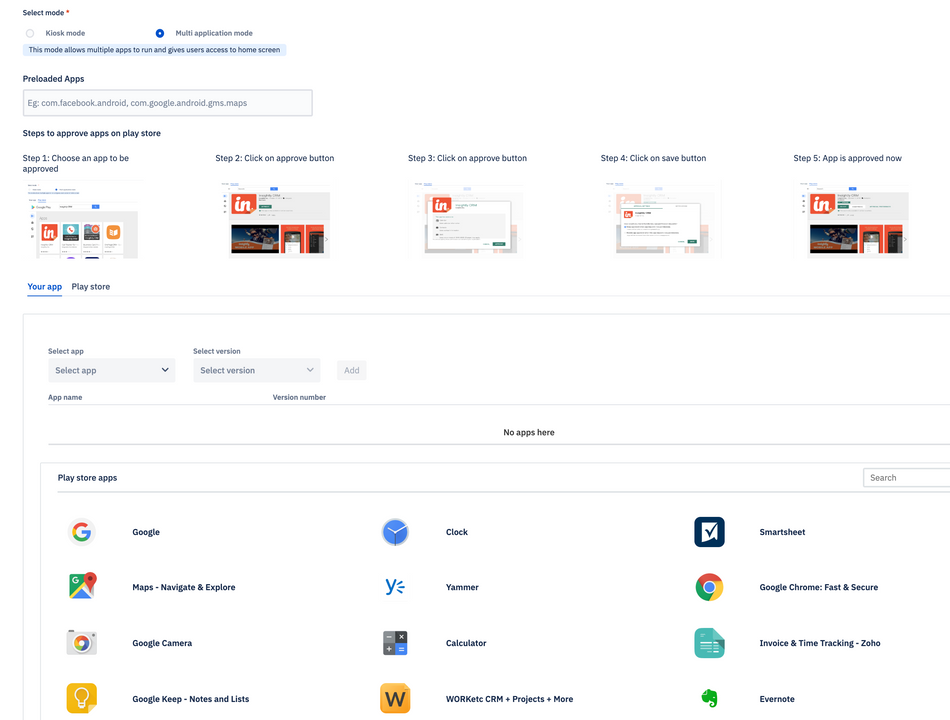 Select mode *
Kiosk mode
Multi application mode
This mode allows multiple apps to run and gives users access to home screen
Preloaded Apps
Eg: com.facebook.android, com.google.android.gms.maps
Steps to approve apps on play store
Step 1: Choose an app to be
approved
Step 2: Click on approve button
Step 3: Click on approve button
Step 4: Click on save button
Step 5: App is approved now
Your app
Play store
Select app
Select version
Select app
Select version
Add
App name
Version number
No apps here
Play store apps
Search
Google
Clock
Smartsheet
Maps - Navigate & Explore
Yammer
Google Chrome: Fast & Secure
Google Camera
Calculator
Invoice & Time Tracking - Zoho
Google Keep - Notes and Lists
WORKetc CRM + Projects + More
Evernote